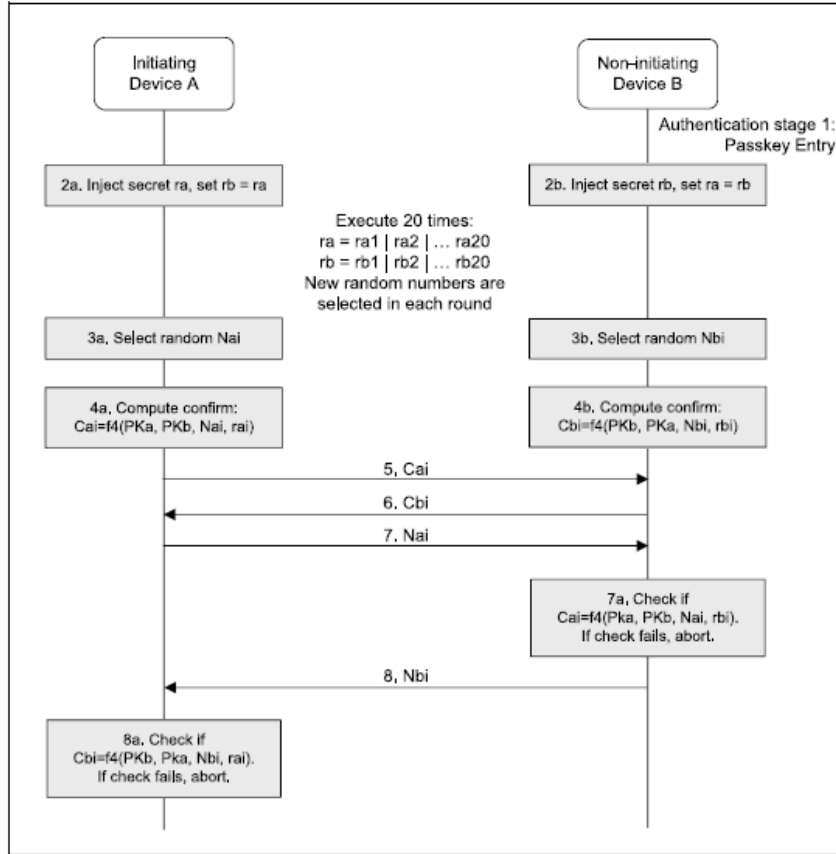 Initiating
Device A
Non-initiating
Device B
Authentication stage 1:
Passkey Entry
2a. Inject secret ra, set rb = ra
2b. Inject secret rb, set ra = rb
Execute 20 times:
ra = ra1 | ra2 | ... ra20
rb = rb1 | rb2 | ... rb20
New random numbers are
selected in each round
3a, Select random Nai
3b, Select random Nbi
4a, Compute confirm:
Cai=f4(PKa, PKb, Nai, rai)
4b, Compute confirm:
Cbi=f4(PKb, PKa, Nbi, rbi)
5, Cai
6. Cbi
7. Nai
7a, Check if
Cai=f4(Pka, PKb, Nai, rbi).
If check fails, abort.
8, Nbi
8a, Check if
Cbi=f4(PKb, Pka, Nbi, rai).
If check fails, abort.